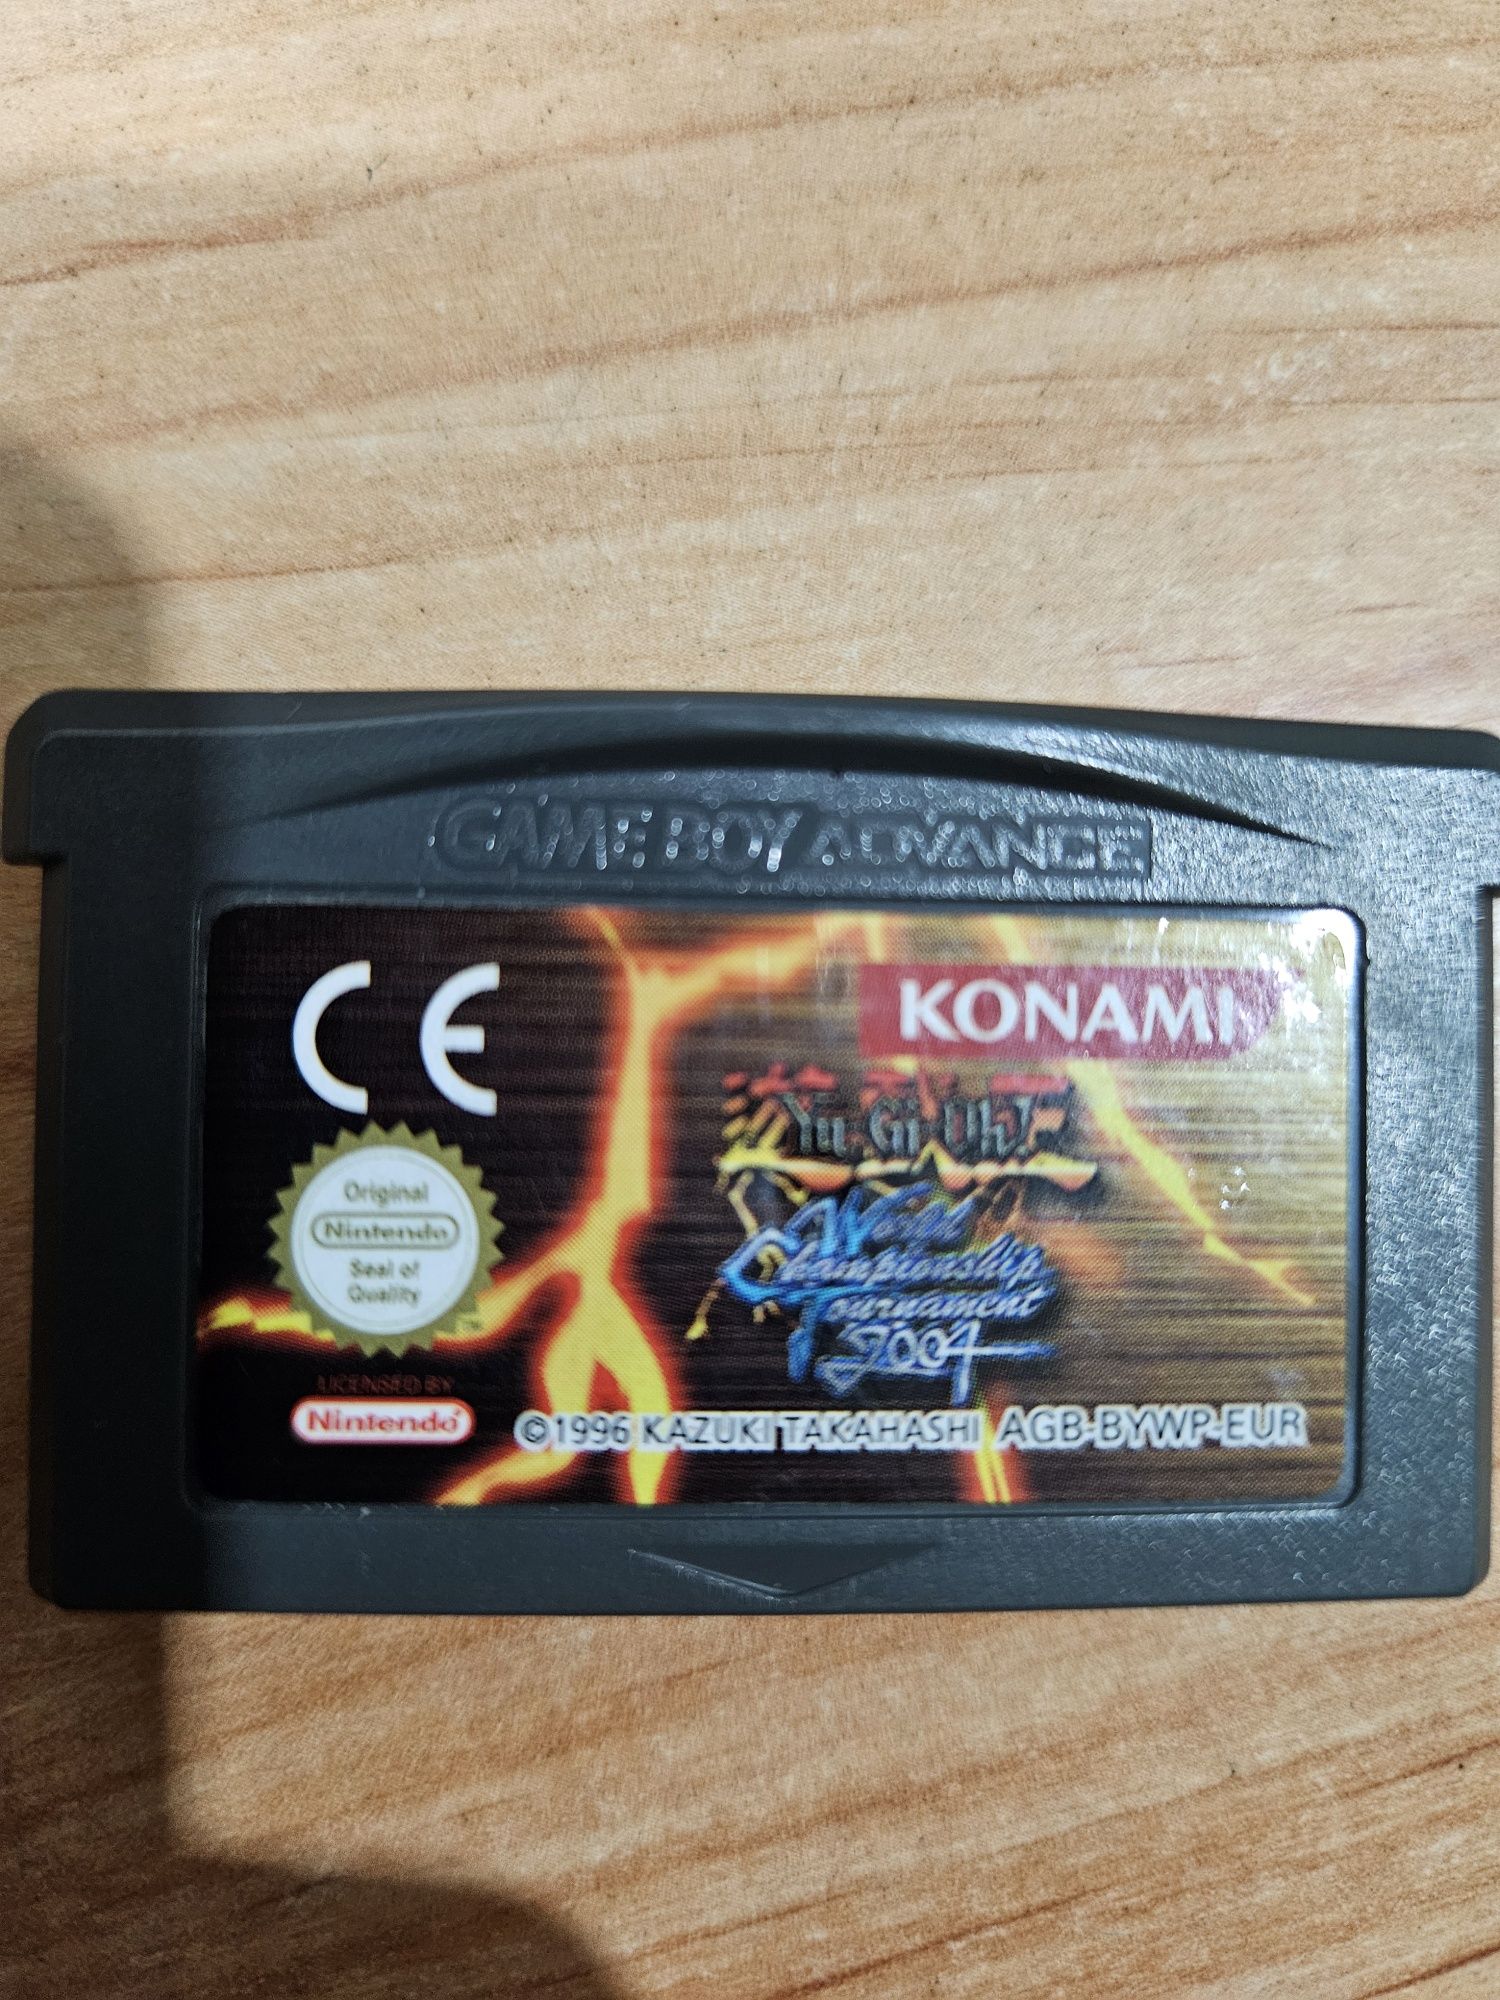 GAME BOY ADVANCE
CE
KONAMI
Yu-Gi-Oh!
World
Championship
Tournament
2004
Original
Nintendo
Seal of
Quality
TM
LICENSED BY
Nintendo
©1996 KAZUKI TAKAHASHI AGB-BYWP-EUR